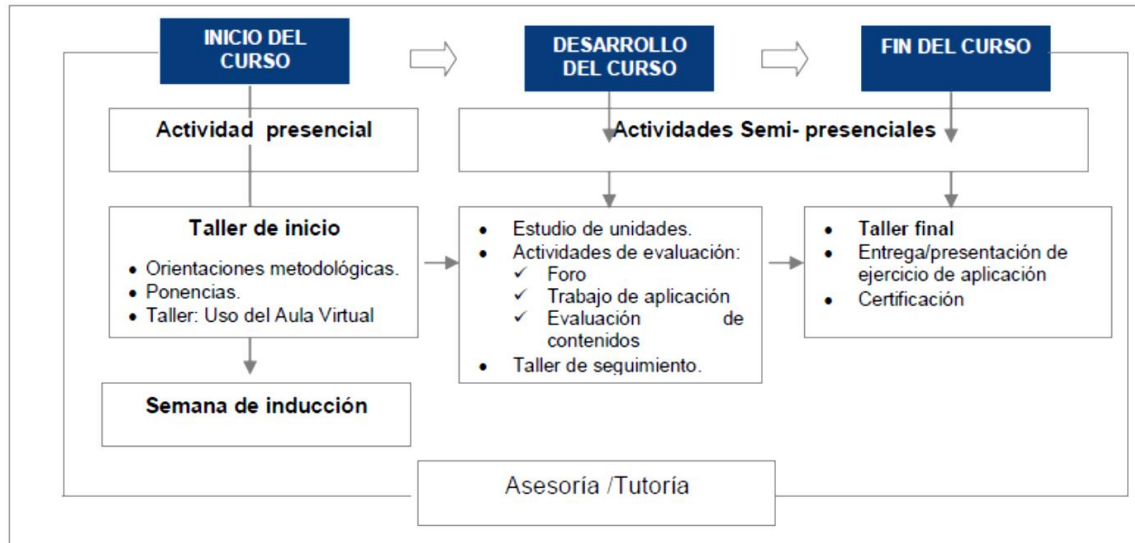 INICIO DEL
CURSO
DESARROLLO
DEL CURSO
FIN DEL CURSO
Actividad presencial
Actividades Semi- presenciales
Taller de inicio
• Orientaciones metodológicas.
• Ponencias.
• Taller: Uso del Aula Virtual
• Estudio de unidades.
• Actividades de evaluación:
✓ Foro
✓ Trabajo de aplicación
✓ Evaluación de
contenidos
• Taller de seguimiento.
• Taller final
• Entrega/presentación de
ejercicio de aplicación
• Certificación
Semana de inducción
Asesoría /Tutoría